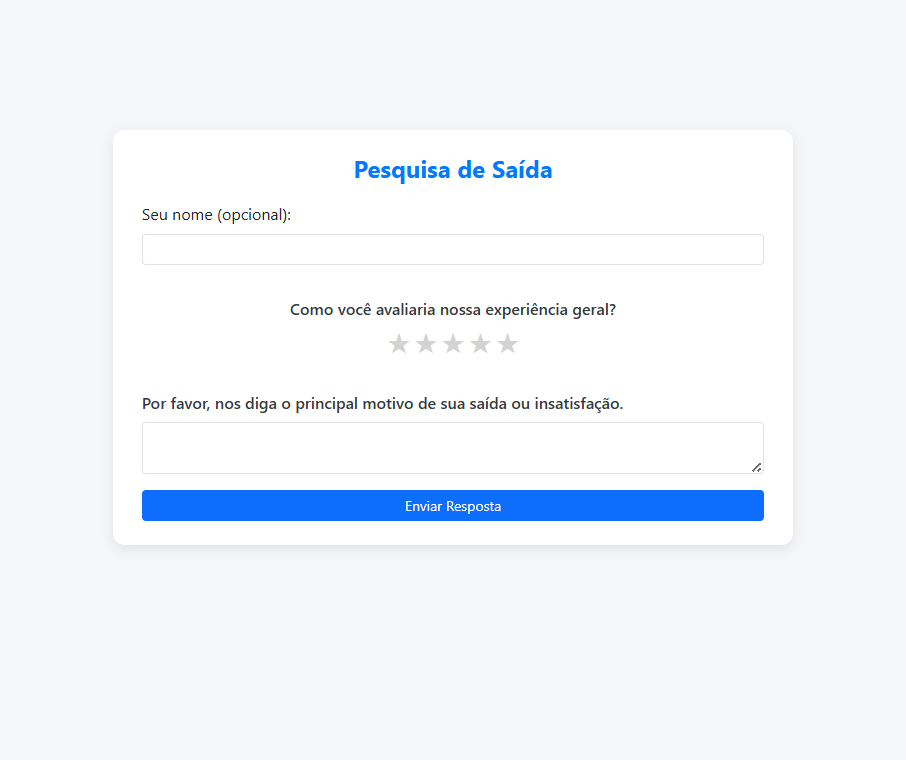 Pesquisa de Saída
Seu nome (opcional):
Como você avaliaria nossa experiência geral?
★★★★★
Por favor, nos diga o principal motivo de sua saída ou insatisfação.
Enviar Resposta